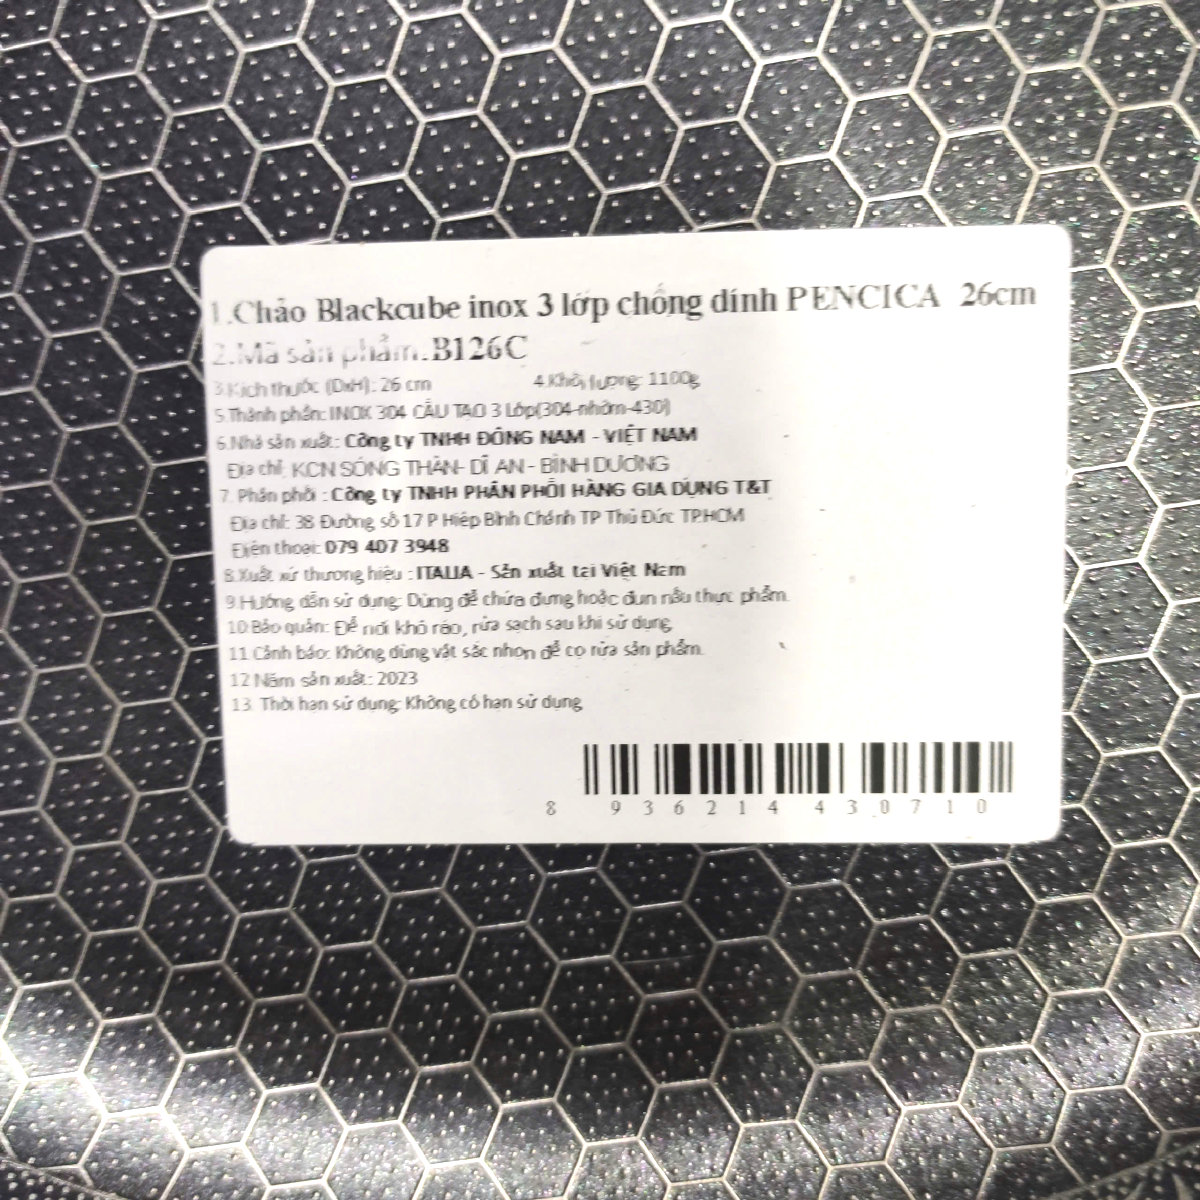 1.Chảo Blackcube inox 3 lớp chống dính PENCICA 26cm
2.Mã sản phẩm.B126C
3.Kích thước (DxH): 26 cm 4.Khối lượng: 1100g
5.Thành phần: INOX 304 CẤU TẠO 3 Lớp(304-nhôm-430)
6.Nhà sản xuất: Công ty TNHH ĐÔNG NAM - VIỆT NAM
Địa chỉ: KCN SÓNG THẦN- DĨ AN - BÌNH DƯƠNG
7. Phân phối : Công ty TNHH PHÂN PHỐI HÀNG GIA DỤNG T&T
Địa chỉ: 38 Đường số 17 P Hiệp Bình Chánh TP Thủ Đức TP.HCM
Điện thoại: 079 407 3948
8.Xuất xứ thương hiệu : ITALIA - Sản xuất tại Việt Nam
9.Hướng dẫn sử dụng: Dùng để chứa đựng hoặc đun nấu thực phẩm.
10.Bảo quản: Để nơi khô ráo, rửa sạch sau khi sử dụng.
11.Cảnh báo: Không dùng vật sắc nhọn để cọ rửa sản phẩm.
12 Năm sản xuất: 2023
13. Thời hạn sử dụng: Không có hạn sử dụng
8 936214 430710